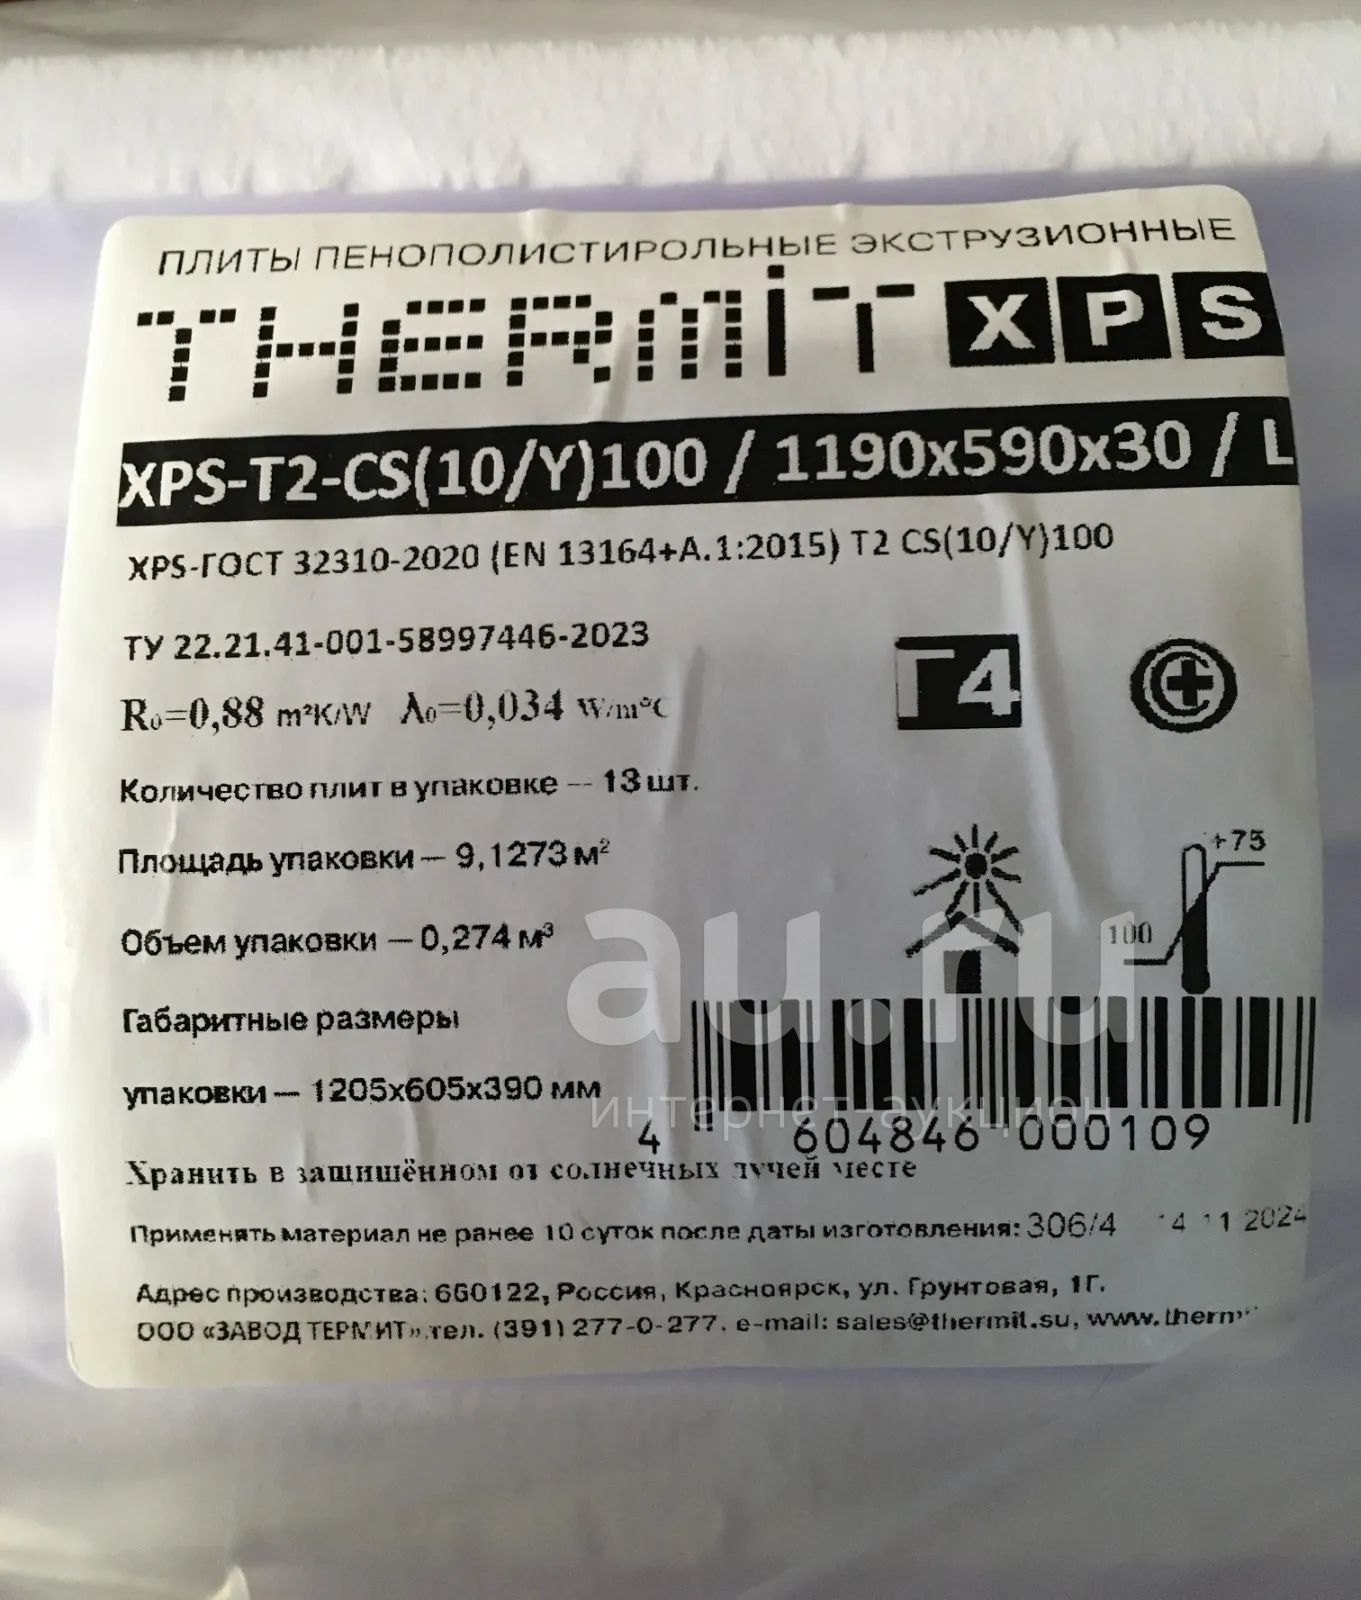 ПЛИТЫ ПЕНОПОЛИСТИРОЛЬНЫЕ ЭКСТРУЗИОННЫЕ
THERMIT XPS
XPS-T2-CS(10/Y)100 / 1190x590x30 / L
XPS-ГОСТ 32310-2020 (EN 13164+A.1:2015) T2 CS(10/Y)100
ТУ 22.21.41-001-58997446-2023
Г4
R₀=0,88 m²K/W λ₀=0,034 W/m°C
Количество плит в упаковке -- 13 шт.
Площадь упаковки — 9,1273 м²
+75
Объем упаковки — 0,274 м³
100
au.ru
Габаритные размеры
упаковки — 1205x605x390 мм
интернет-аукцион
4 604846 000109
Хранить в защищённом от солнечных лучей месте
Применять материал не ранее 10 суток после даты изготовления: 306/4 14 11 2024
Адрес производства: 660122, Россия, Красноярск, ул. Грунтовая, 1Г.
ООО «ЗАВОД ТЕРМИТ», тел. (391) 277-0-277. e-mail: sales@thermit.su, www.therm